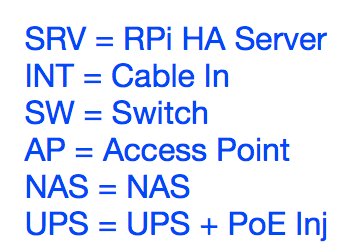 SRV = RPi HA Server
INT = Cable In
SW = Switch
AP = Access Point
NAS = NAS
UPS = UPS + PoE Inj